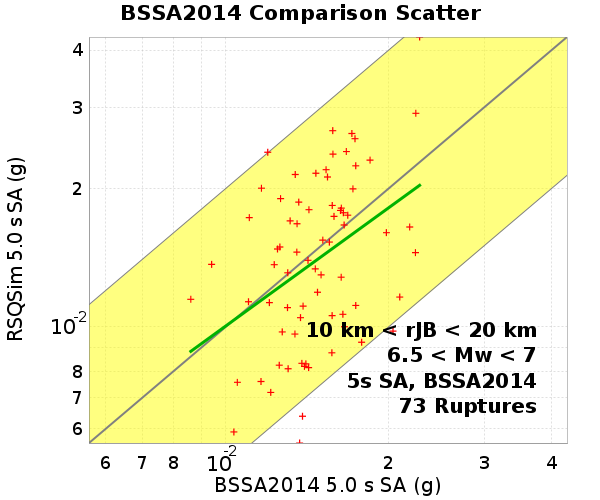 BSSA2014 Comparison Scatter
RSQSim 5.0 s SA (g)
4
3
2
10-2
8
7
6
10 km < rJB < 20 km
6.5 < Mw < 7
5s SA, BSSA2014
73 Ruptures
6 7 8 10-2 2 3 4
BSSA2014 5.0 s SA (g)